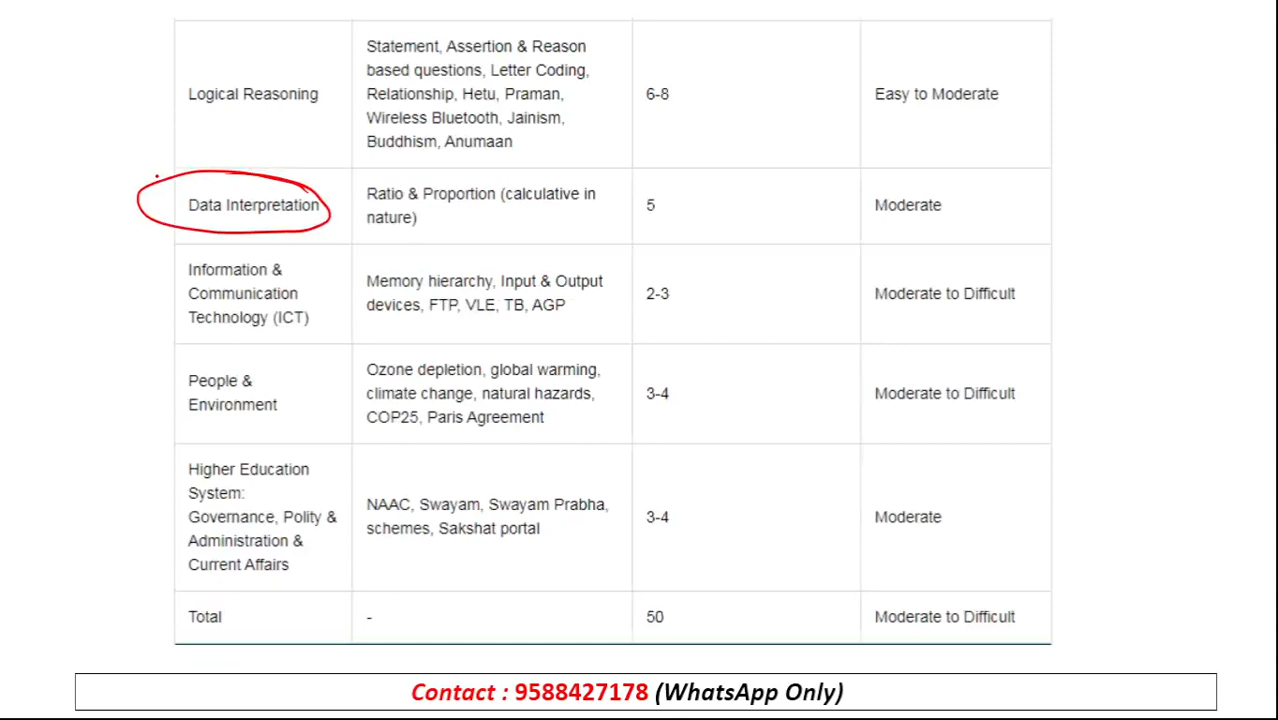 Logical Reasoning
Statement, Assertion & Reason
based questions, Letter Coding,
Relationship, Hetu, Praman,
Wireless Bluetooth, Jainism,
Buddhism, Anumaan
6-8
Easy to Moderate
Data Interpretation
Ratio & Proportion (calculative in
nature)
5
Moderate
Information &
Communication
Technology (ICT)
Memory hierarchy, Input & Output
devices, FTP, VLE, TB, AGP
2-3
Moderate to Difficult
People &
Environment
Ozone depletion, global warming,
climate change, natural hazards,
COP25, Paris Agreement
3-4
Moderate to Difficult
Higher Education
System:
Governance, Polity &
Administration &
Current Affairs
NAAC, Swayam, Swayam Prabha,
schemes, Sakshat portal
3-4
Moderate
Total
-
50
Moderate to Difficult
Contact : 9588427178 (WhatsApp Only)